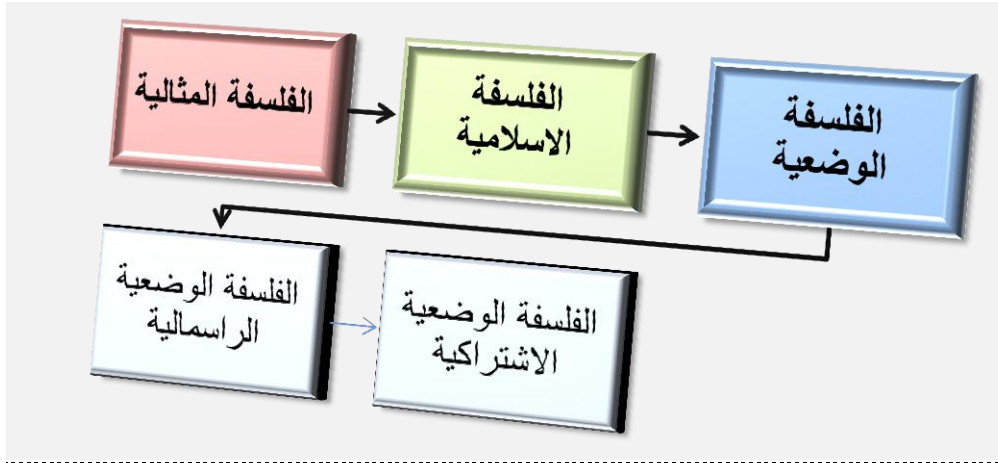 الفلسفة المثالية
الفلسفة
الاسلامية
الفلسفة
الوضعية
الفلسفة الوضعية
الراسمالية
الفلسفة الوضعية
الاشتراكية